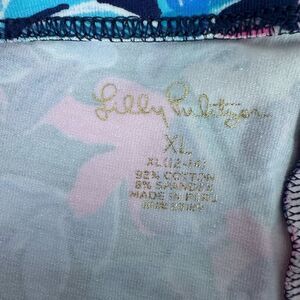 Lilly Pulitzer
XL
XL (12-14)
92% COTTON
8% SPANDEX
MADE IN PERU